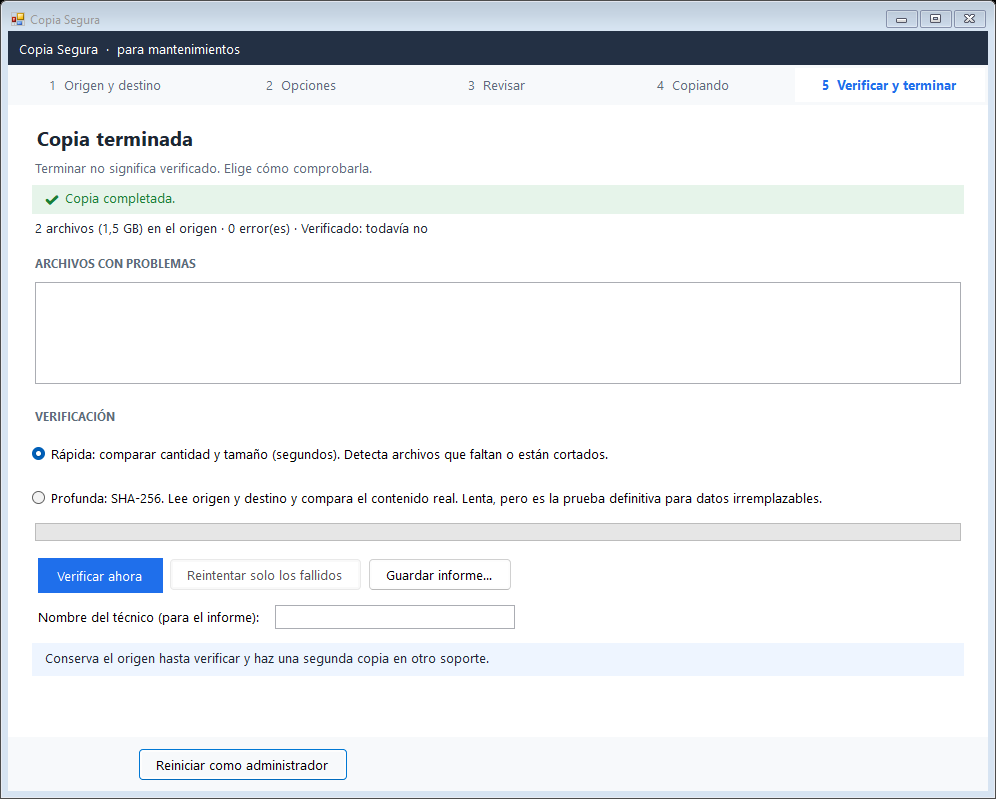 Copia Segura
Copia Segura · para mantenimientos
1 Origen y destino
2 Opciones
3 Revisar
4 Copiando
5 Verificar y terminar
Copia terminada
Terminar no significa verificado. Elige cómo comprobarla.
Copia completada.
2 archivos (1,5 GB) en el origen · 0 error(es) · Verificado: todavía no
ARCHIVOS CON PROBLEMAS
VERIFICACIÓN
Rápida: comparar cantidad y tamaño (segundos). Detecta archivos que faltan o están cortados.
Profunda: SHA-256. Lee origen y destino y compara el contenido real. Lenta, pero es la prueba definitiva para datos irremplazables.
Verificar ahora
Reintentar solo los fallidos
Guardar informe...
Nombre del técnico (para el informe):
Conserva el origen hasta verificar y haz una segunda copia en otro soporte.
Reiniciar como administrador